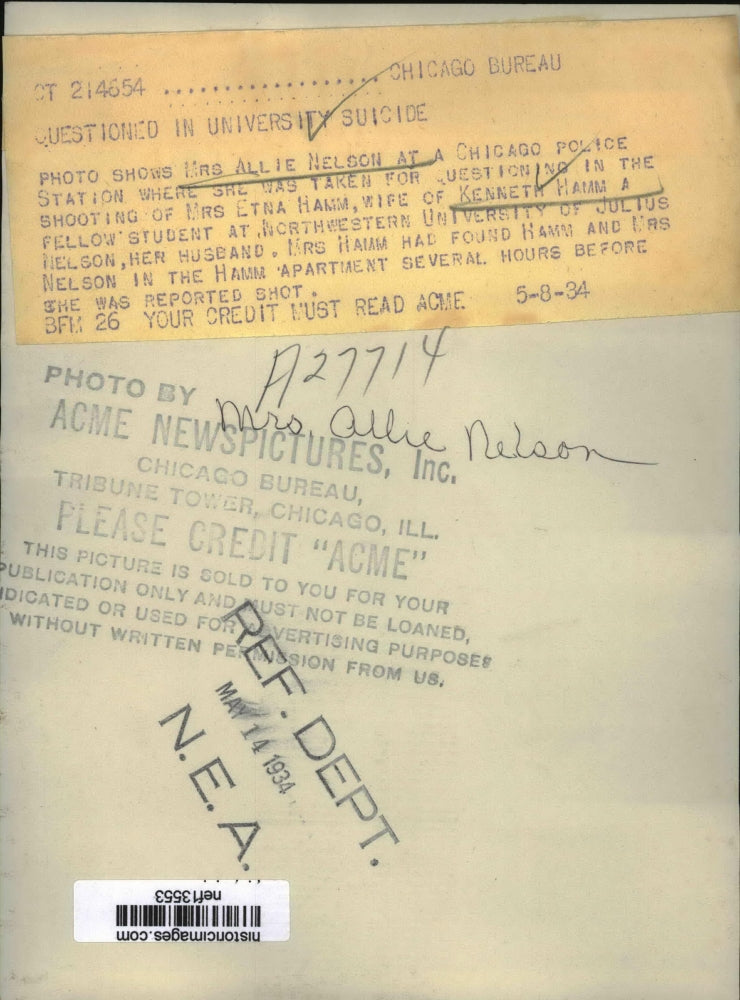 CT 214654 .................. CHICAGO BUREAU
QUESTIONED IN UNIVERSITY SUICIDE
PHOTO SHOWS MRS ALLIE NELSON AT A CHICAGO POLICE
STATION WHERE SHE WAS TAKEN FOR QUESTIONING IN THE
SHOOTING OF MRS ETNA HAMM, WIFE OF KENNETH HAMM A
FELLOW STUDENT AT NORTHWESTERN UNIVERSITY OF JULIUS
NELSON, HER HUSBAND. MRS HAMM HAD FOUND HAMM AND MRS
NELSON IN THE HAMM APARTMENT SEVERAL HOURS BEFORE
SHE WAS REPORTED SHOT.
BFM 26 YOUR CREDIT MUST READ ACME 5-8-34
A27714
Mrs. Allie Nelson
PHOTO BY
ACME NEWSPICTURES, Inc.
CHICAGO BUREAU,
TRIBUNE TOWER, CHICAGO, ILL.
PLEASE CREDIT "ACME"
THIS PICTURE IS SOLD TO YOU FOR YOUR
PUBLICATION ONLY AND MUST NOT BE LOANED,
DICATED OR USED FOR ADVERTISING PURPOSES
WITHOUT WRITTEN PERMISSION FROM US.
REF. DEPT.
MAY 14 1934
N.E.A.
nef13553
historicimages.com